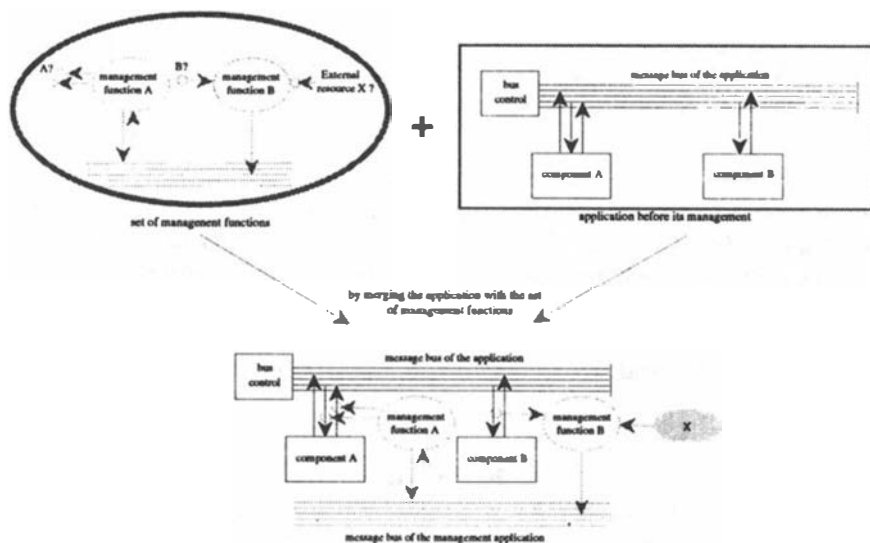 A?
management
function A
B?
management
function B
External
resource X ?
set of management functions
+
message bus of the application
bus
control
component A
component B
application before its management
by merging the application with the set
of management functions
message bus of the application
bus
control
management
function A
management
function B
X
component A
component B
message bus of the management application